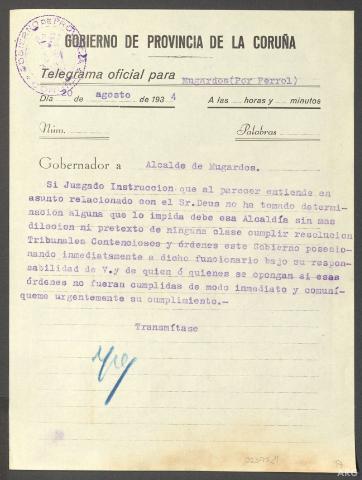 GOBIERNO DE PROVINCIA DE LA CORUÑA
Telegrama oficial para Mugardos(Por Ferrol)
Día 20 de agosto de 1934 A las horas y minutos
Núm. Palabras
Gobernador a Alcalde de Mugardos.
Si Juzgado Instruccion que al parecer entiende en
asunto relacionado con el Sr.Deus no ha tomado determi-
nacion alguna que lo impida debe esa Alcaldía sin mas
dilacion ni pretexto de ninguna clase cumplir resolucion
Tribunales Contenciosos y órdenes este Gobierno posecio-
nando inmediatamente a dicho funcionario bajo su respon-
sabilidad de V.y de quien ó quienes se opongan si esas
órdenes no fueran cumplidas de modo inmediato y comuní-
queme urgentemente su cumplimiento.-
Transmítase